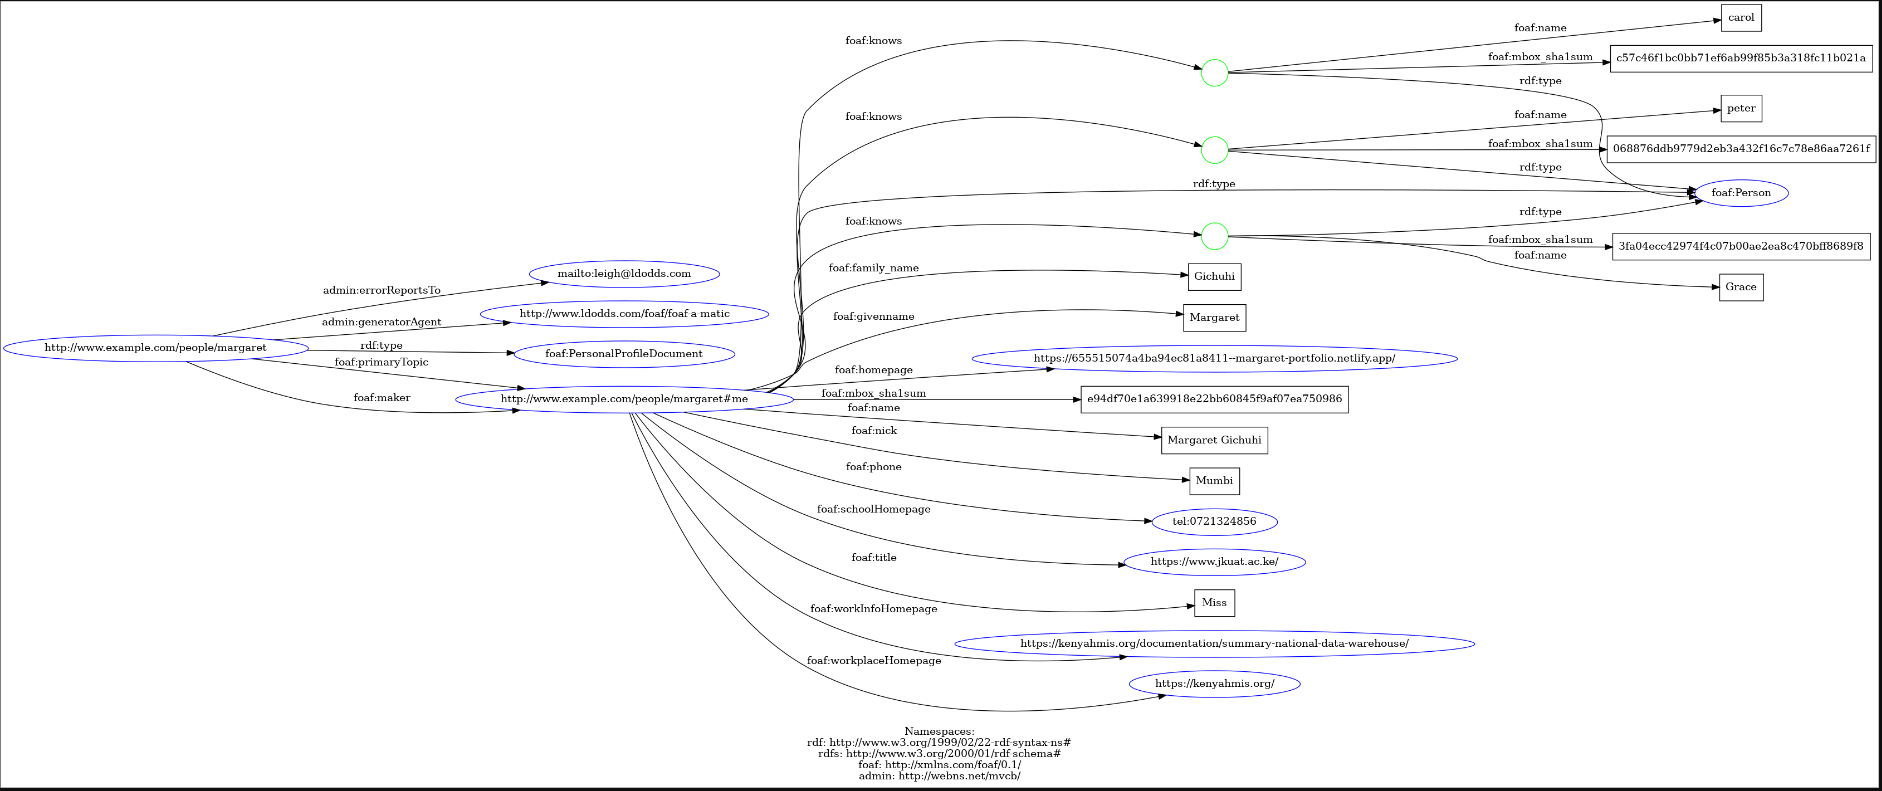 carol
foaf:name
foaf:knows
foaf:mbox_sha1sum
c57c46f1bc0bb71ef6ab99f85b3a318fc11b021a
rdf:type
peter
foaf:name
foaf:knows
foaf:mbox_sha1sum
068876ddb9779d2eb3a432f16c7c78e86aa7261f
rdf:type
rdf:type
foaf:Person
foaf:knows
rdf:type
foaf:mbox_sha1sum
3fa04ecc42974f4c07b00ae2ea8c470bff8689f8
foaf:name
Grace
foaf:family_name
Gichuhi
mailto:leigh@ldodds.com
admin:errorReportsTo
http://www.ldodds.com/foaf/foaf-a-matic
admin:generatorAgent
foaf:givenname
Margaret
http://www.example.com/people/margaret
rdf:type
foaf:PersonalProfileDocument
foaf:primaryTopic
foaf:homepage
https://655515074a4ba94ec81a8411--margaret-portfolio.netlify.app/
foaf:maker
http://www.example.com/people/margaret#me
foaf:mbox_sha1sum
e94df70e1a639918e22bb60845f9af07ea750986
foaf:name
Margaret Gichuhi
foaf:nick
Mumbi
foaf:phone
tel:0721324856
foaf:schoolHomepage
https://www.jkuat.ac.ke/
foaf:title
Miss
foaf:workInfoHomepage
https://kenyahmis.org/documentation/summary-national-data-warehouse/
foaf:workplaceHomepage
https://kenyahmis.org/
Namespaces:
rdf: http://www.w3.org/1999/02/22-rdf-syntax-ns#
rdfs: http://www.w3.org/2000/01/rdf-schema#
foaf: http://xmlns.com/foaf/0.1/
admin: http://webns.net/mvcb/